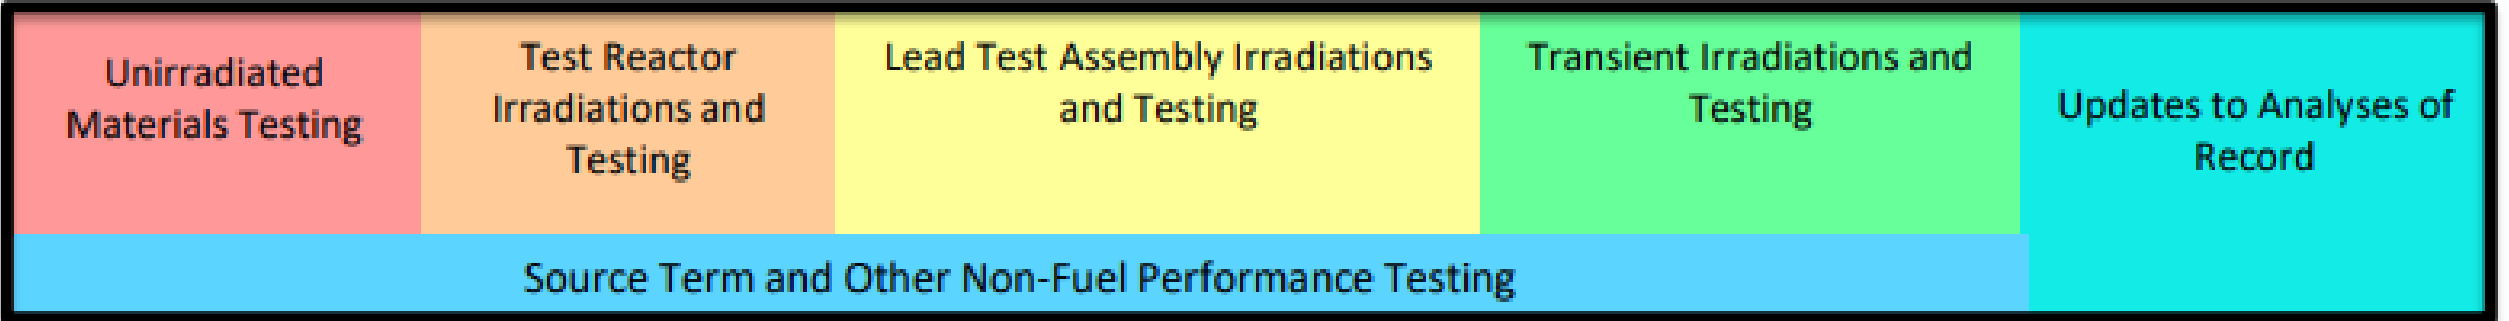 Unirradiated
Materials Testing
Test Reactor
Irradiations and
Testing
Lead Test Assembly Irradiations
and Testing
Transient Irradiations and
Testing
Updates to Analyses of
Record
Source Term and Other Non-Fuel Performance Testing